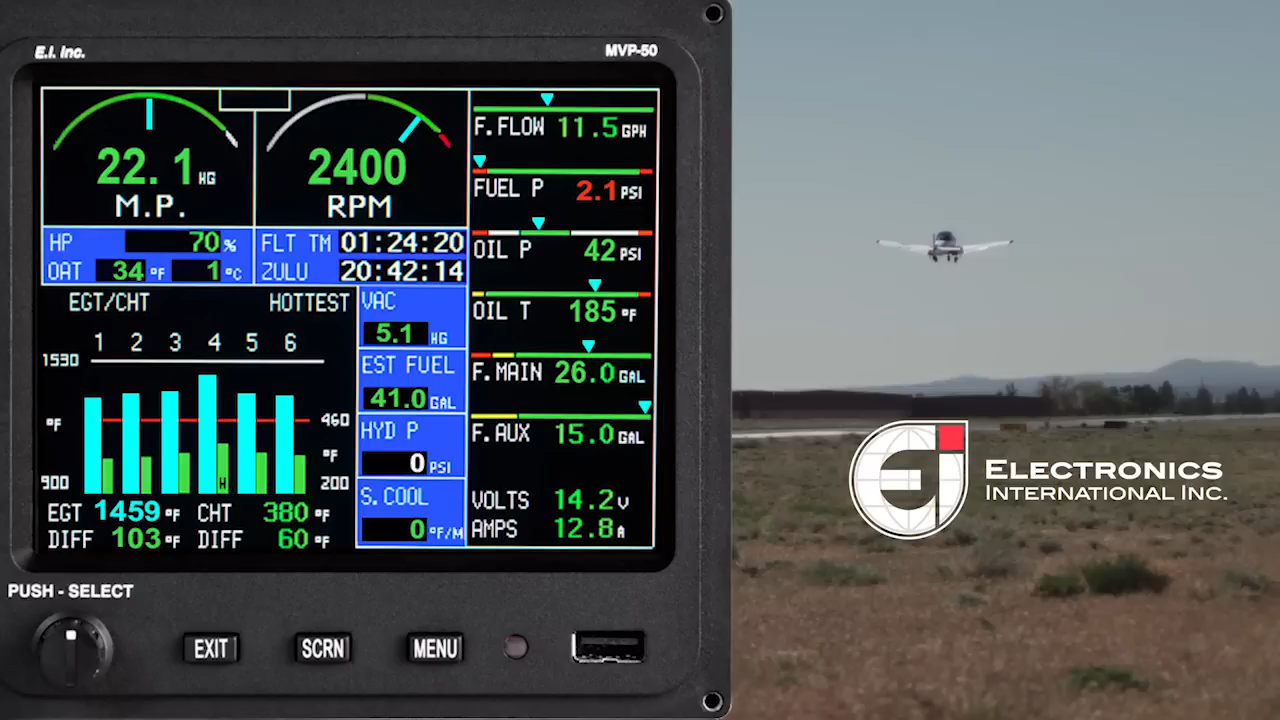 E.I. Inc.
MVP-50
22.1 HG
M.P.
2400
RPM
HP 70 %
OAT 34 °F 1 °C
FLT TM 01:24:20
ZULU 20:42:14
EGT/CHT HOTTEST
1 2 3 4 5 6
1530
°F
460
°F
900
200
H
EGT 1459 °F CHT 380 °F
DIFF 103 °F DIFF 60 °F
VAC
5.1 HG
EST FUEL
41.0 GAL
HYD P
0 PSI
S.COOL
0 °F/M
F.FLOW 11.5 GPH
FUEL P 2.1 PSI
OIL P 42 PSI
OIL T 185 °F
F.MAIN 26.0 GAL
F.AUX 15.0 GAL
VOLTS 14.2 V
AMPS 12.8 A
PUSH - SELECT
EXIT
SCRN
MENU
EI
ELECTRONICS
INTERNATIONAL INC.